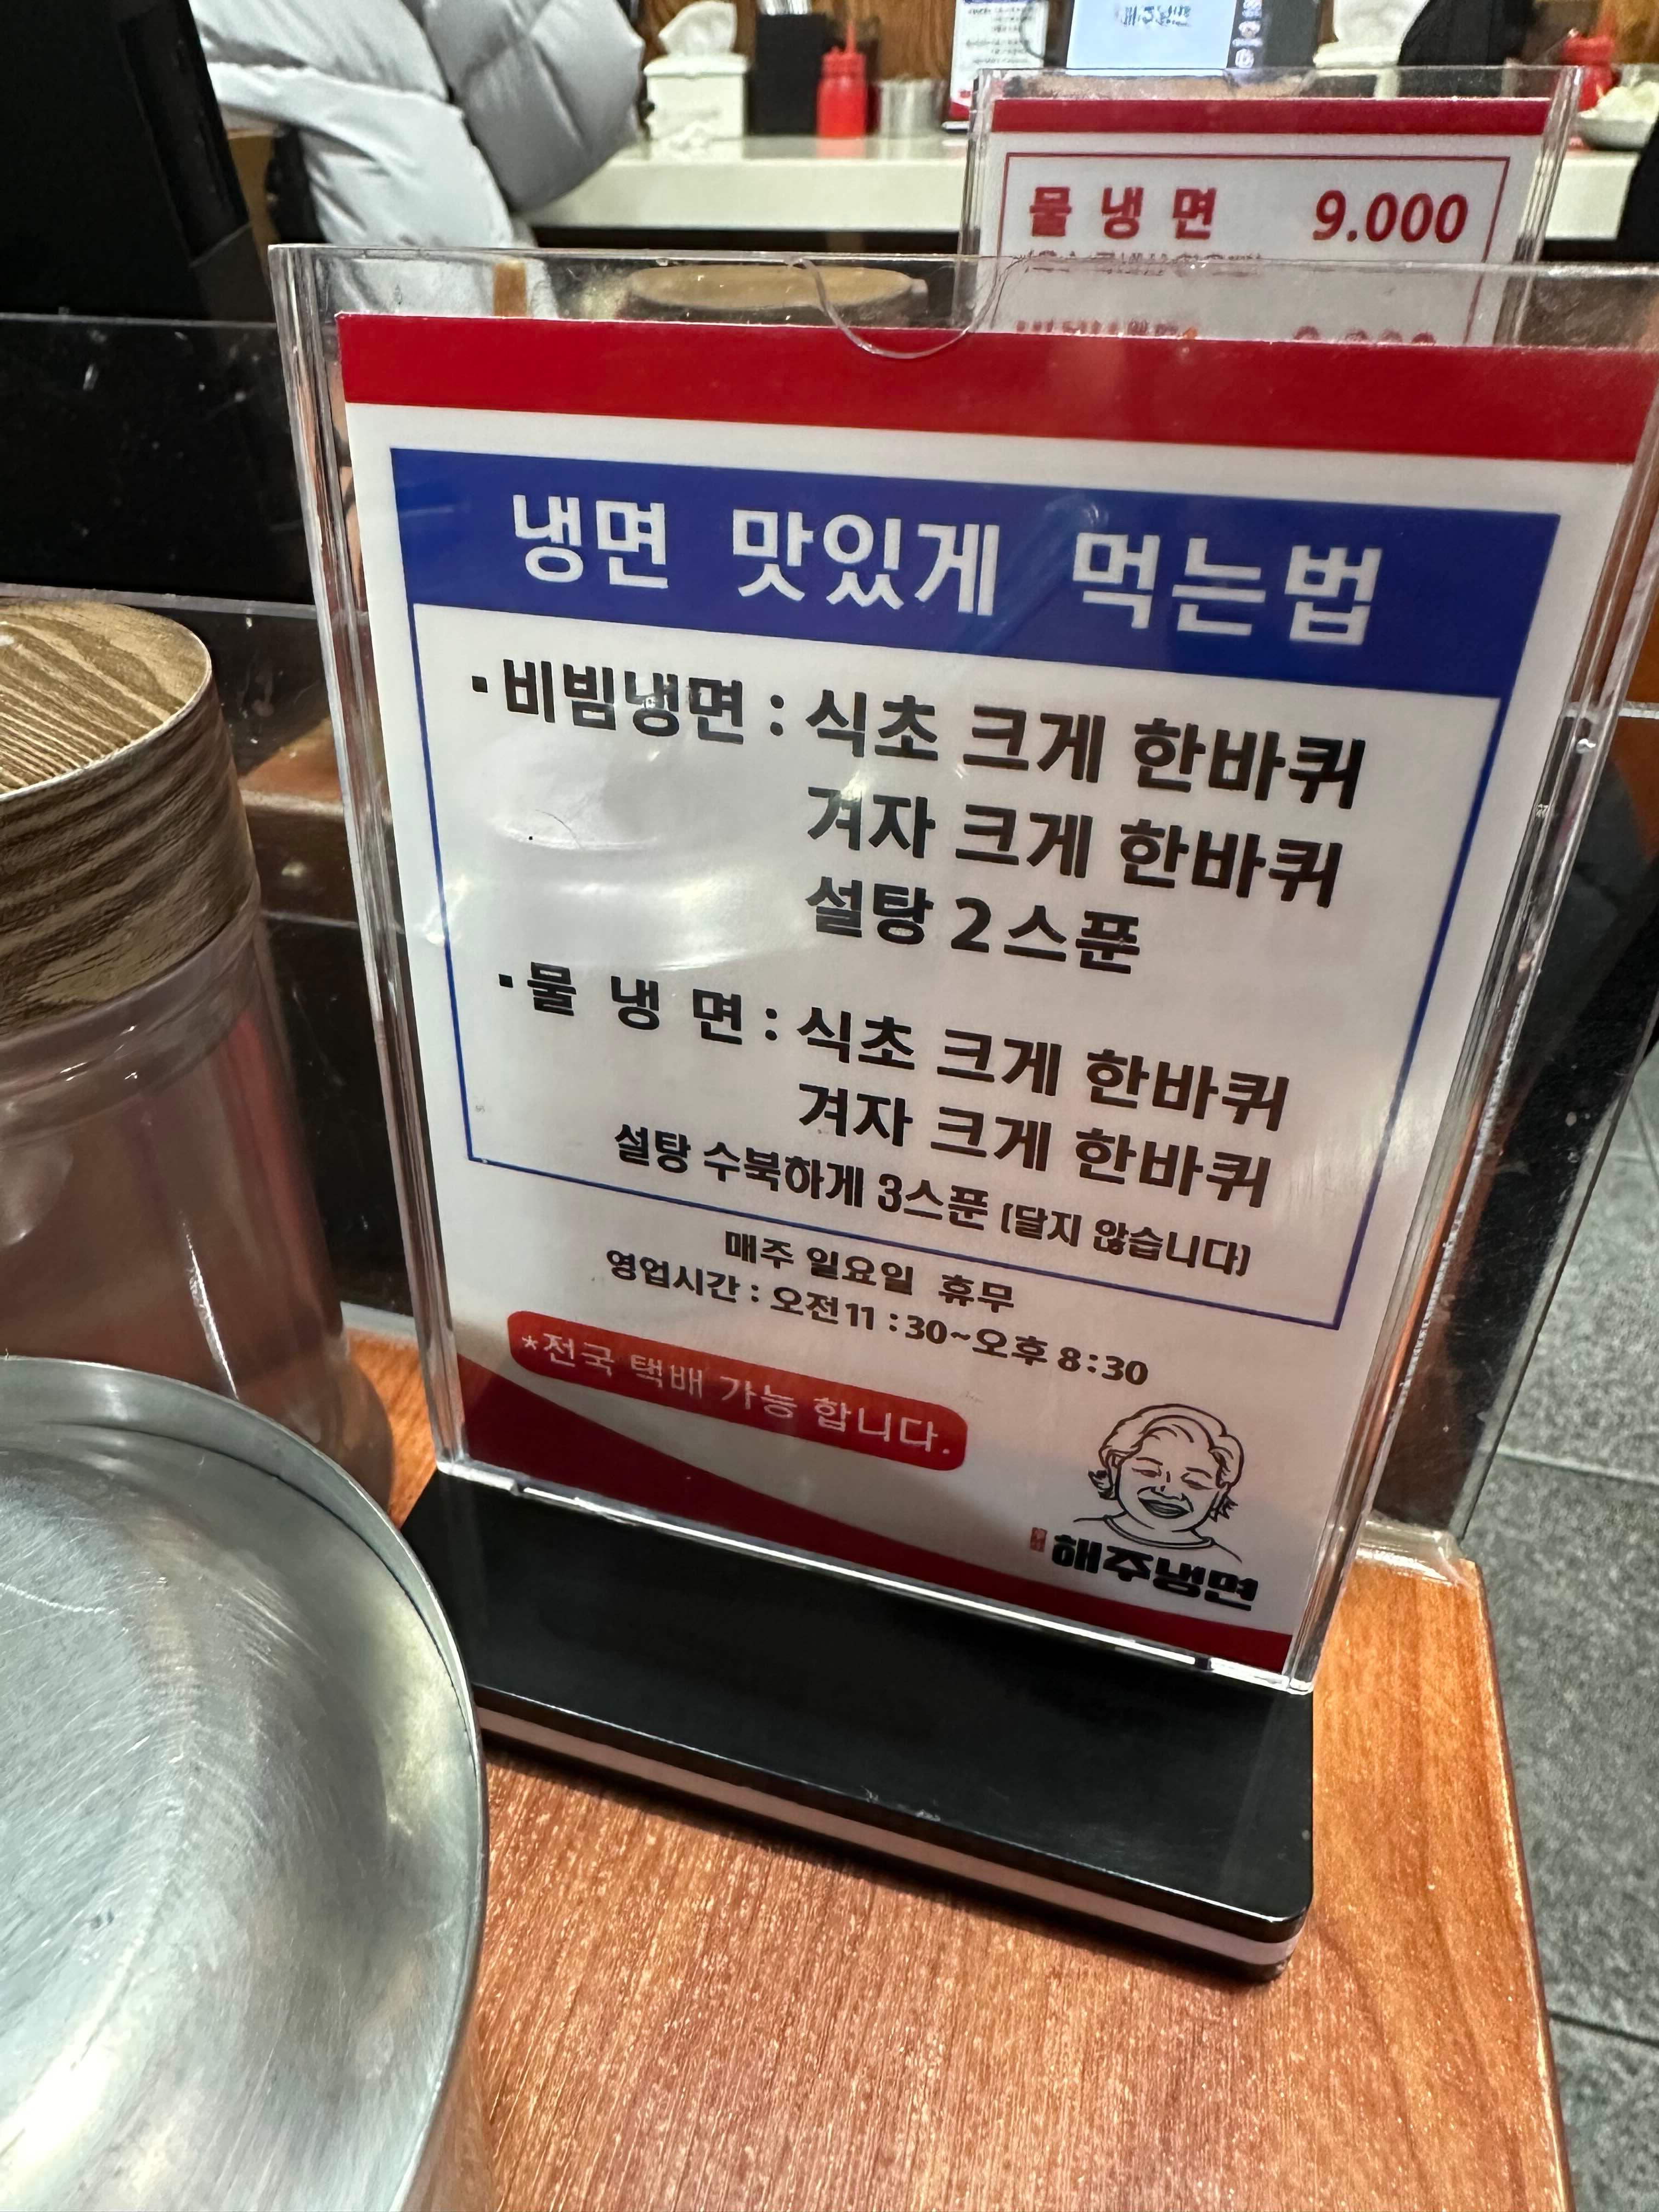 물 냉 면 9.000
냉면 맛있게 먹는법
·비빔냉면 : 식초 크게 한바퀴
겨자 크게 한바퀴
설탕 2스푼
·물 냉 면 : 식초 크게 한바퀴
겨자 크게 한바퀴
설탕 수북하게 3스푼 (달지 않습니다)
매주 일요일 휴무
영업시간 : 오전11:30~오후 8:30
*전국 택배 가능 합니다.
해주냉면